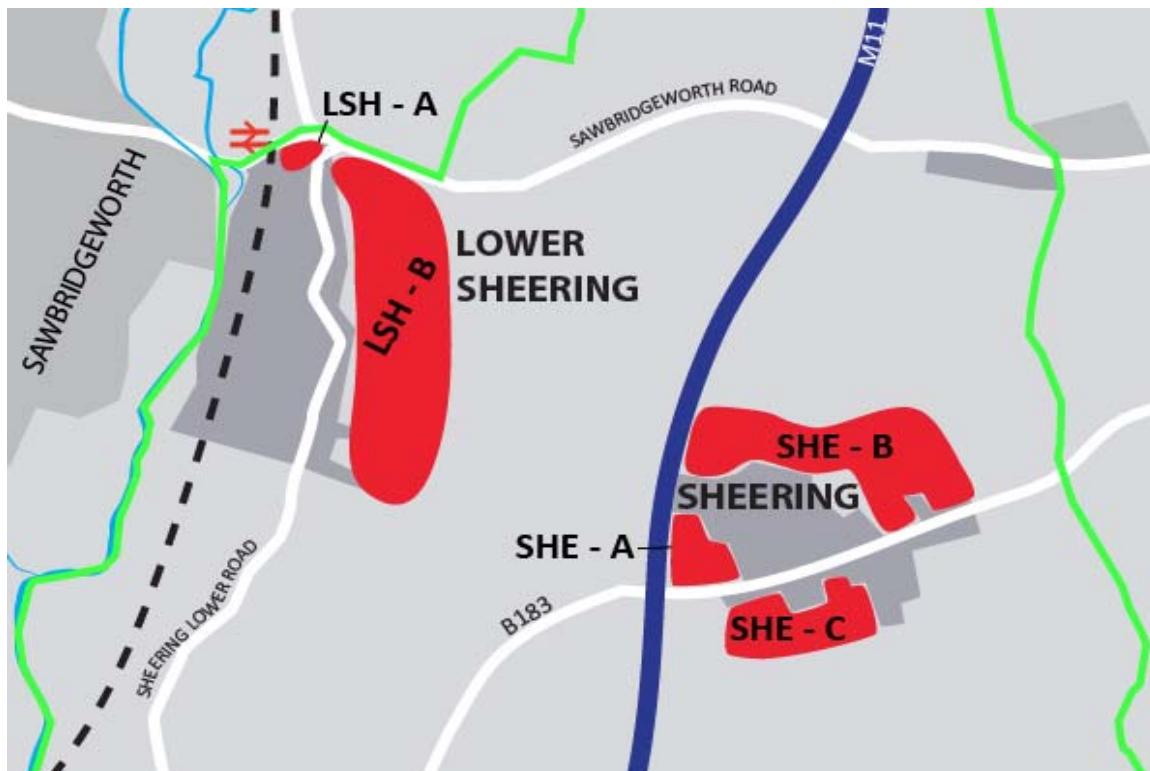 M11
LSH - A
SAWBRIDGEWORTH ROAD
SAWBRIDGEWORTH
LOWER
SHEERING
LSH - B
SHE - B
SHEERING
SHE - A
B183
SHE - C
SHEERING LOWER ROAD